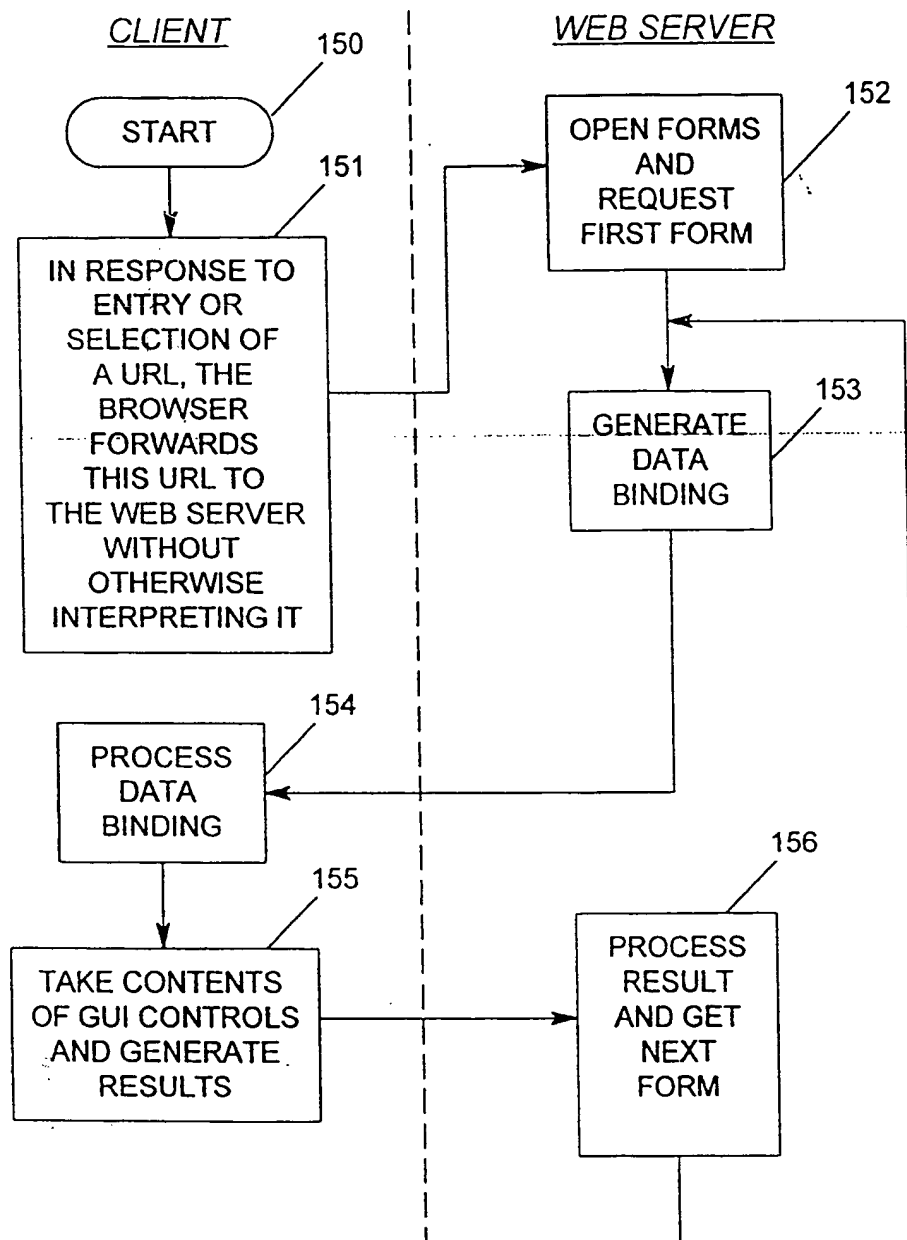 CLIENT
WEB SERVER
150
START
152
OPEN FORMS
AND
REQUEST
FIRST FORM
151
IN RESPONSE TO
ENTRY OR
SELECTION OF
A URL, THE
BROWSER
FORWARDS
THIS URL TO
THE WEB SERVER
WITHOUT
OTHERWISE
INTERPRETING IT
153
GENERATE
DATA
BINDING
154
PROCESS
DATA
BINDING
155
TAKE CONTENTS
OF GUI CONTROLS
AND GENERATE
RESULTS
156
PROCESS
RESULT
AND GET
NEXT
FORM